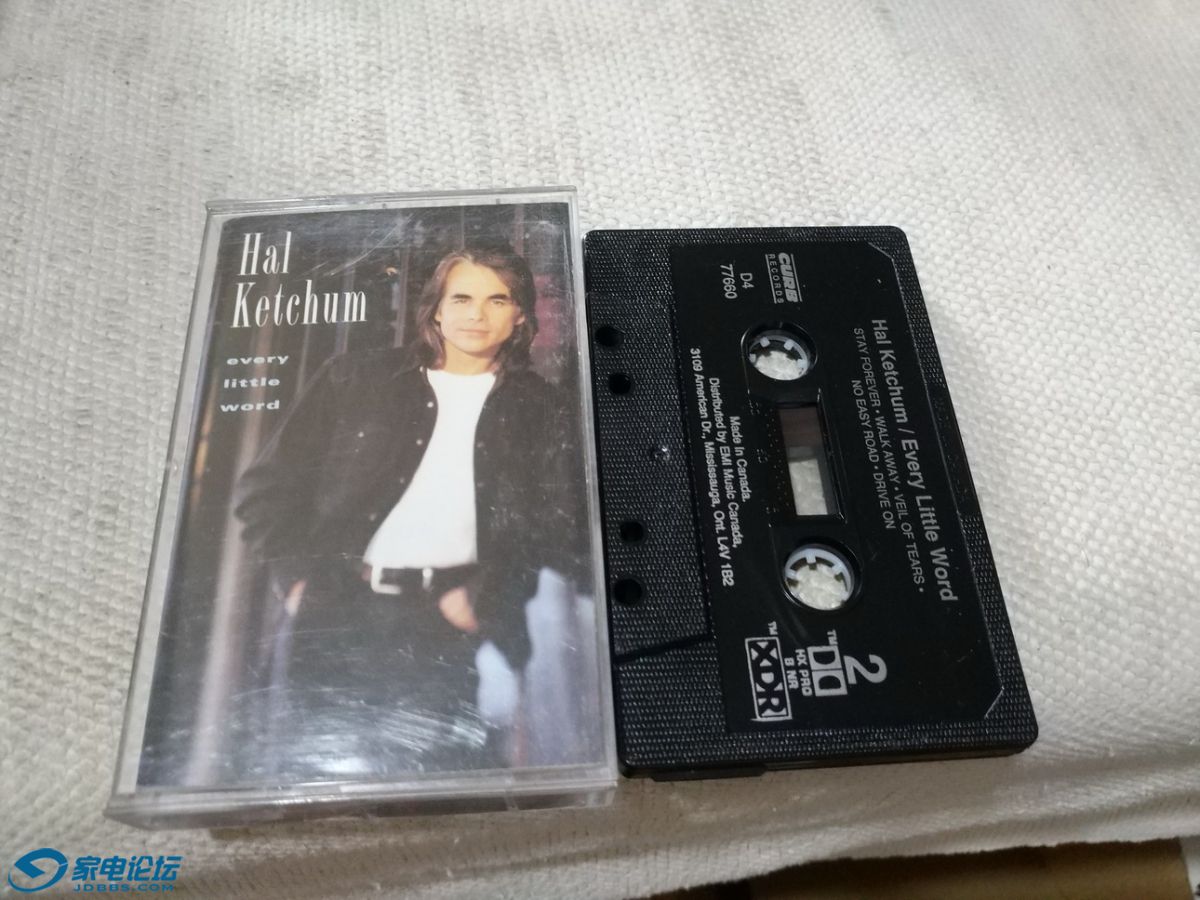 Hal
Ketchum
every
little
word
CURB
RECORDS
D4
77660
Hal Ketchum / Every Little Word
STAY FOREVER • WALK AWAY • VEIL OF TEARS •
NO EASY ROAD • DRIVE ON
Made in Canada.
Distributed by EMI Music Canada,
3109 American Dr., Mississauga, Ont. L4V 1B2
2
TM
HX PRO
B NR
TM
XDR
家电论坛
JDBBS.COM